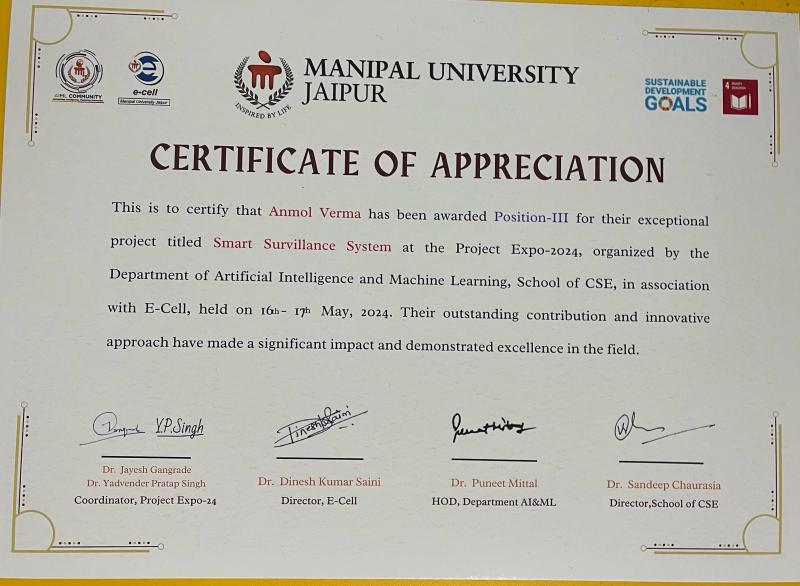 AIML COMMUNITY
e-cell
Manipal University Jaipur
MANIPAL UNIVERSITY
JAIPUR
INSPIRED BY LIFE
SUSTAINABLE
DEVELOPMENT
GOALS
4 QUALITY
EDUCATION
CERTIFICATE OF APPRECIATION
This is to certify that Anmol Verma has been awarded Position-III for their exceptional
project titled Smart Survillance System at the Project Expo-2024, organized by the
Department of Artificial Intelligence and Machine Learning, School of CSE, in association
with E-Cell, held on 16th- 17th May, 2024. Their outstanding contribution and innovative
approach have made a significant impact and demonstrated excellence in the field.
Y.P.Singh
Dr. Jayesh Gangrade
Dr. Yadvender Pratap Singh
Coordinator, Project Expo-24
Dr. Dinesh Kumar Saini
Director, E-Cell
Dr. Puneet Mittal
HOD, Department AI&ML
Dr. Sandeep Chaurasia
Director,School of CSE